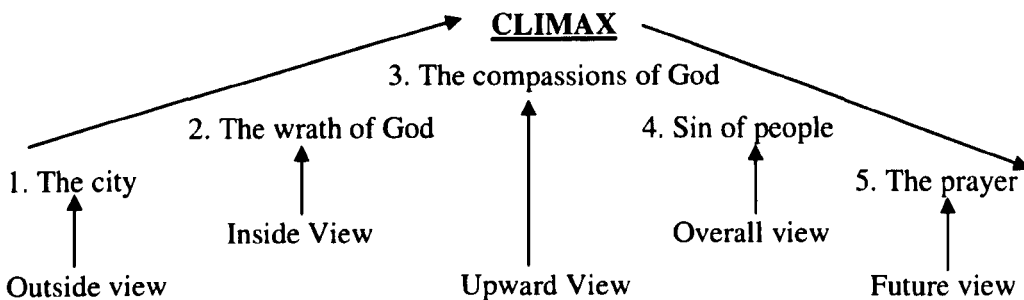 CLIMAX
3. The compassions of God
2. The wrath of God
4. Sin of people
1. The city
5. The prayer
Inside View
Overall view
Outside view
Upward View
Future view